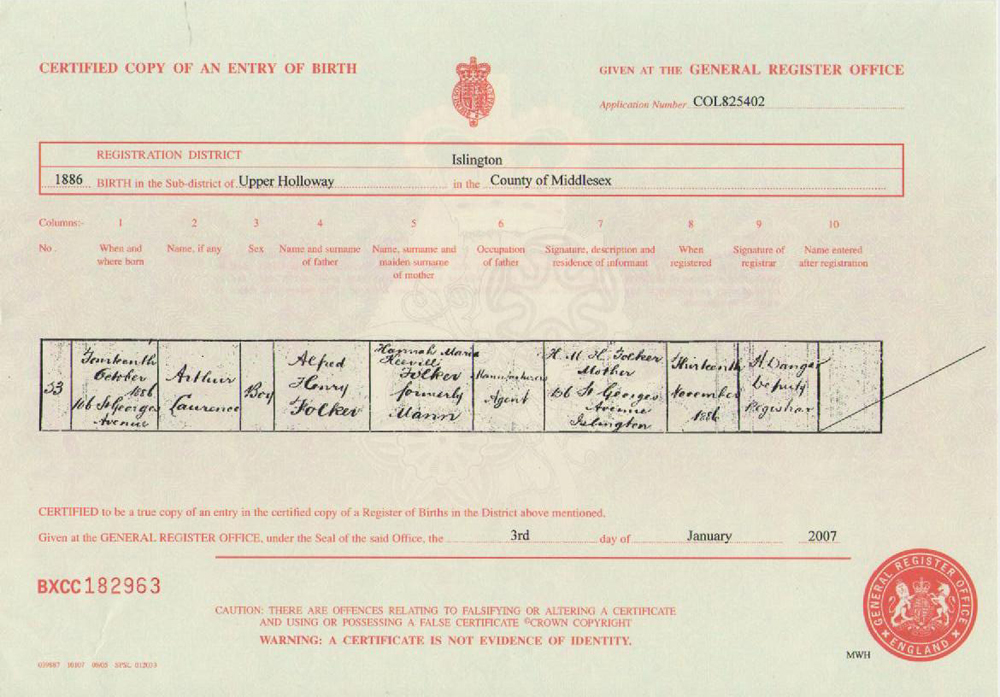 CERTIFIED COPY OF AN ENTRY OF BIRTH
GIVEN AT THE GENERAL REGISTER OFFICE
Application Number COL825402
REGISTRATION DISTRICT Islington
1886 BIRTH in the Sub-district of Upper Holloway in the County of Middlesex
Columns:- 1 2 3 4 5 6 7 8 9 10
No. When and where born
Name, if any
Sex
Name and surname of father
Name, surname and maiden surname of mother
Occupation of father
Signature, description and residence of informant
When registered
Signature of registrar
Name entered after registration
53
Fourteenth
October
1886
166 St Georges
Avenue
Arthur
Laurence
Boy
Alfred
Henry
Folker
Hannah Maria
Folker
formerly
Mann
Manufacturers
Agent
H. M. K. Folker
Mother
166 St Georges
Avenue
Islington
Thirteenth
November
1886
Deputy
Registrar
CERTIFIED to be a true copy of an entry in the certified copy of a Register of Births in the District above mentioned.
Given at the GENERAL REGISTER OFFICE, under the Seal of the said Office, the 3rd day of January 2007
BXCC 182963
CAUTION: THERE ARE OFFENCES RELATING TO FALSIFYING OR ALTERING A CERTIFICATE
AND USING OR POSSESSING A FALSE CERTIFICATE ©CROWN COPYRIGHT
WARNING: A CERTIFICATE IS NOT EVIDENCE OF IDENTITY.
GENERAL REGISTER OFFICE
ENGLAND
MWH